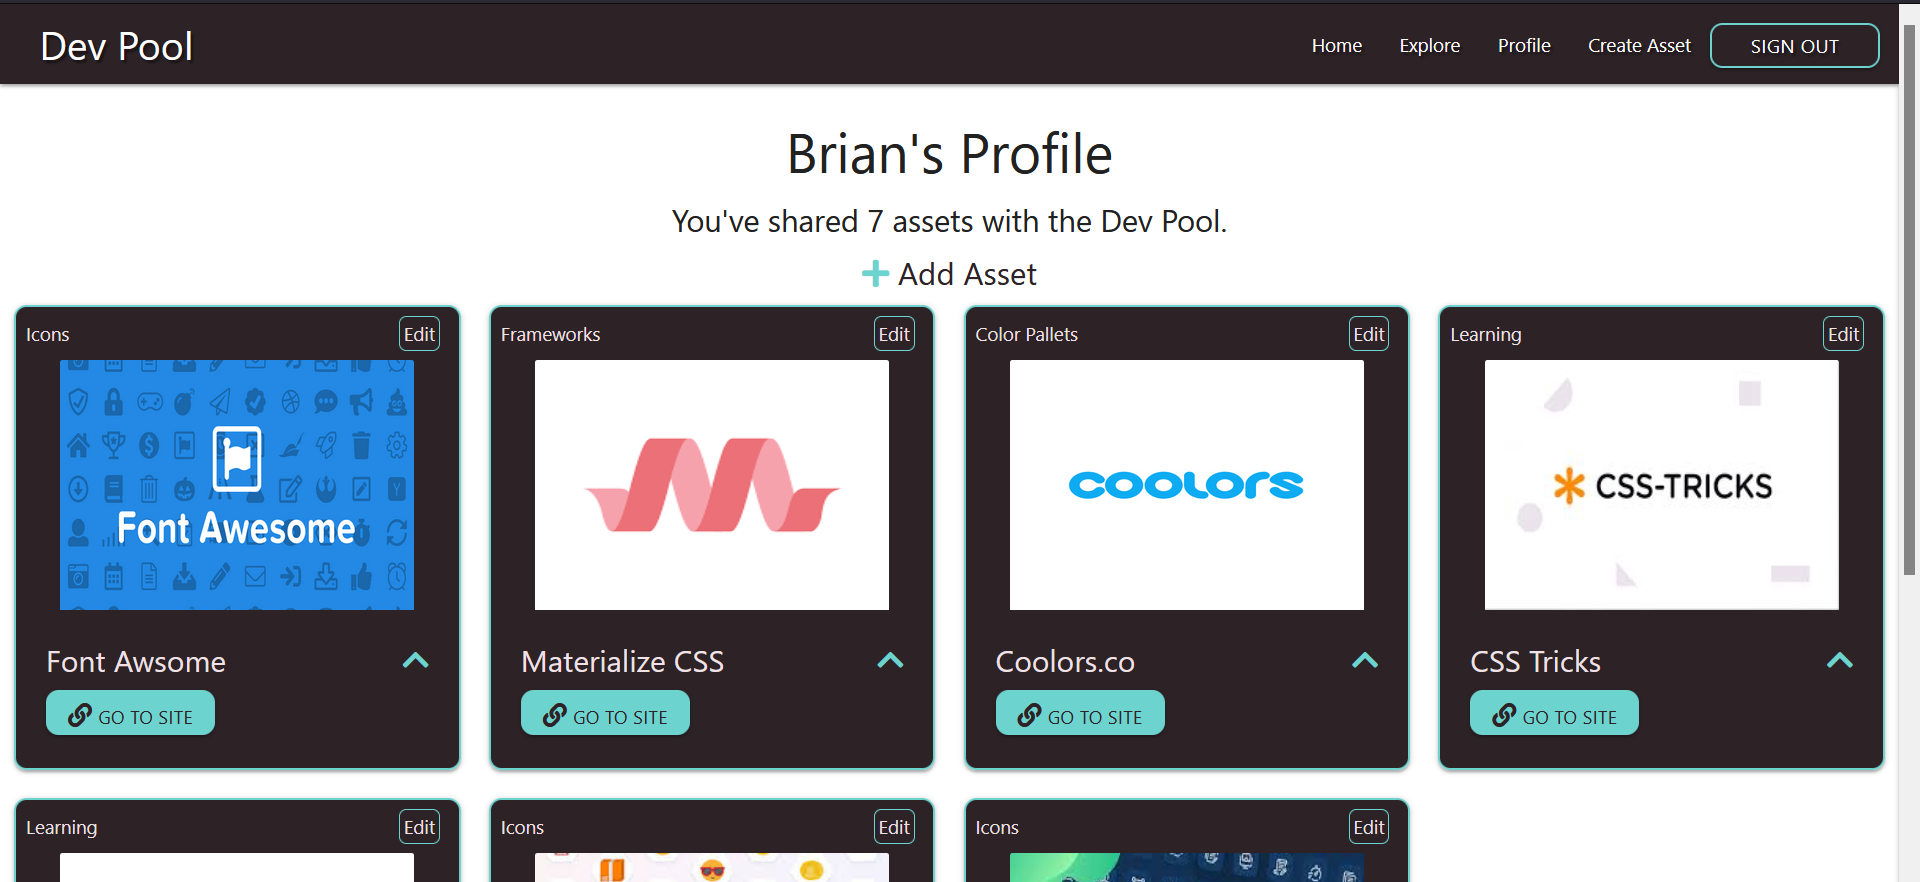 Dev Pool
Home Explore Profile Create Asset SIGN OUT
Brian's Profile
You've shared 7 assets with the Dev Pool.
Add Asset
Icons Edit
Font Awesome
Font Awsome
GO TO SITE
Frameworks Edit
Materialize CSS
GO TO SITE
Color Pallets Edit
coolors
Coolors.co
GO TO SITE
Learning Edit
CSS-TRICKS
CSS Tricks
GO TO SITE
Learning Edit
Icons Edit
Icons Edit